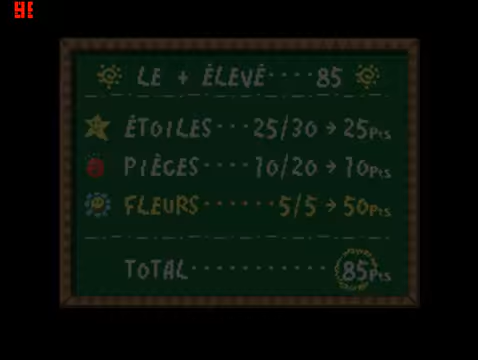 LE + ÉLEVÉ････85
ÉTOILES･･･25/30→25Pts
PIÈCES････10/20→10Pts
FLEURS･･････5/5→50Pts
TOTAL･･･････････85Pts